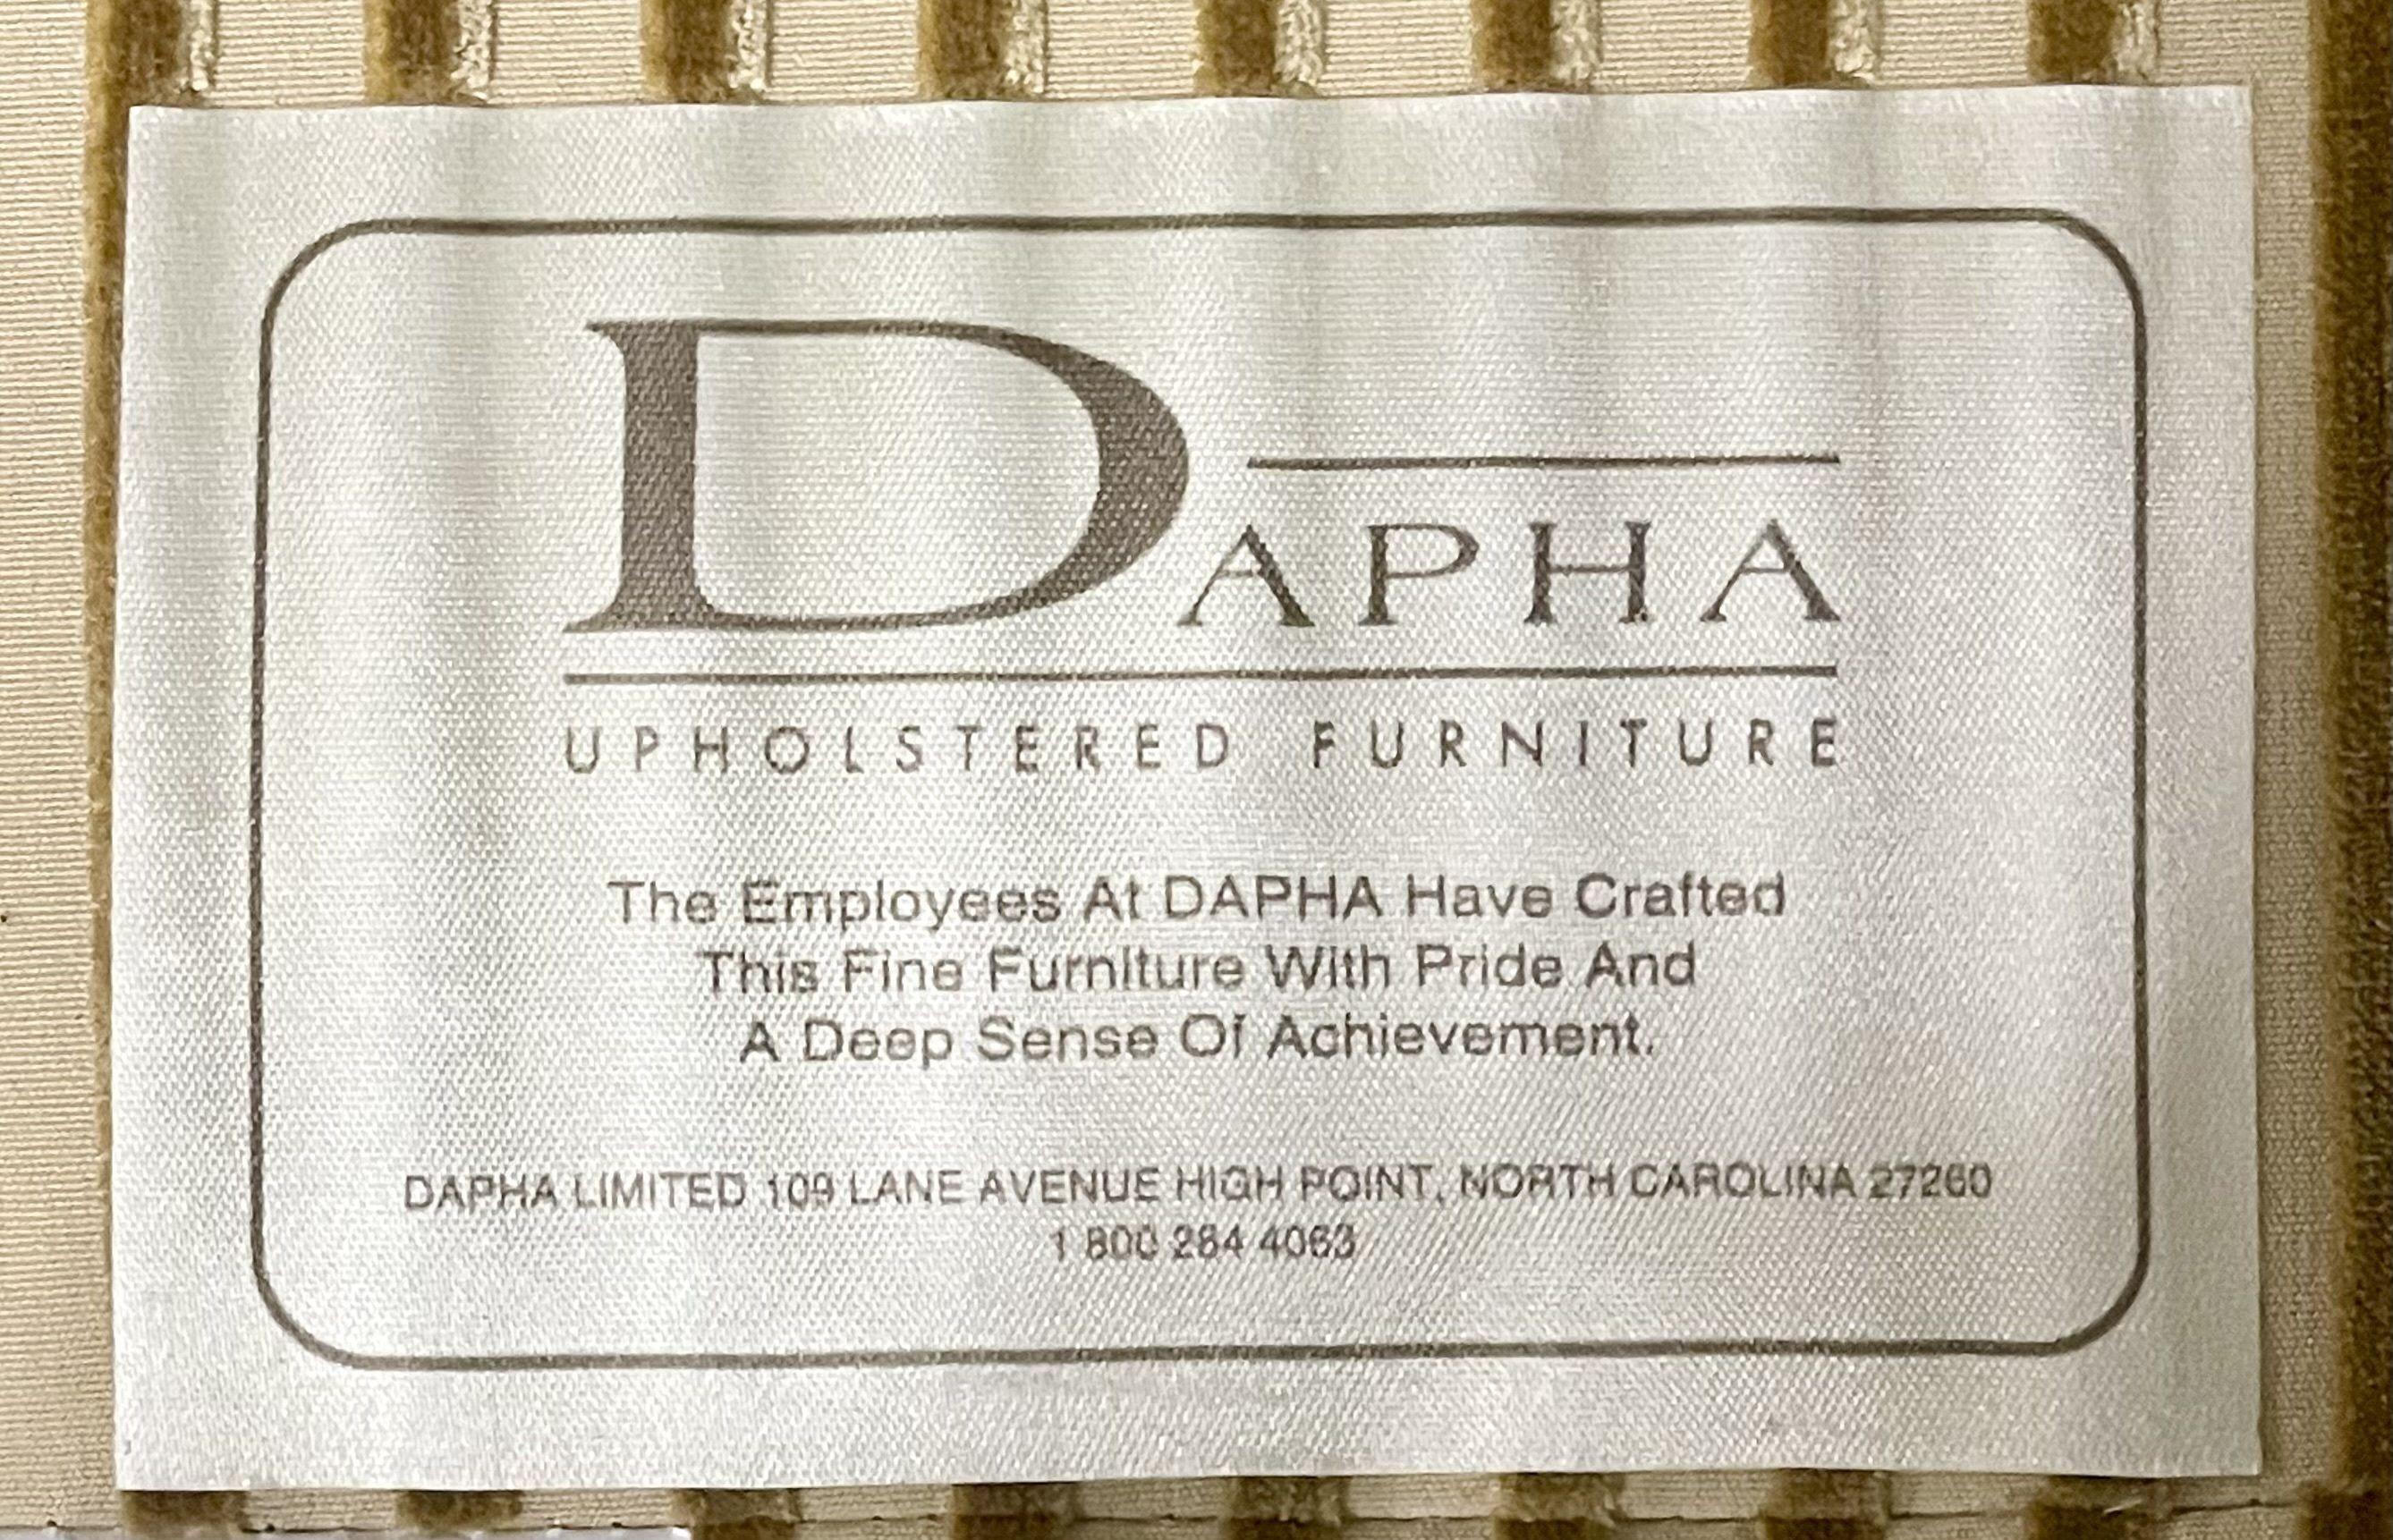 DAPHA
UPHOLSTERED FURNITURE
The Employees At DAPHA Have Crafted
This Fine Furniture With Pride And
A Deep Sense Of Achievement.
DAPHA LIMITED 109 LANE AVENUE HIGH POINT, NORTH CAROLINA 27260
1 800 284 4063